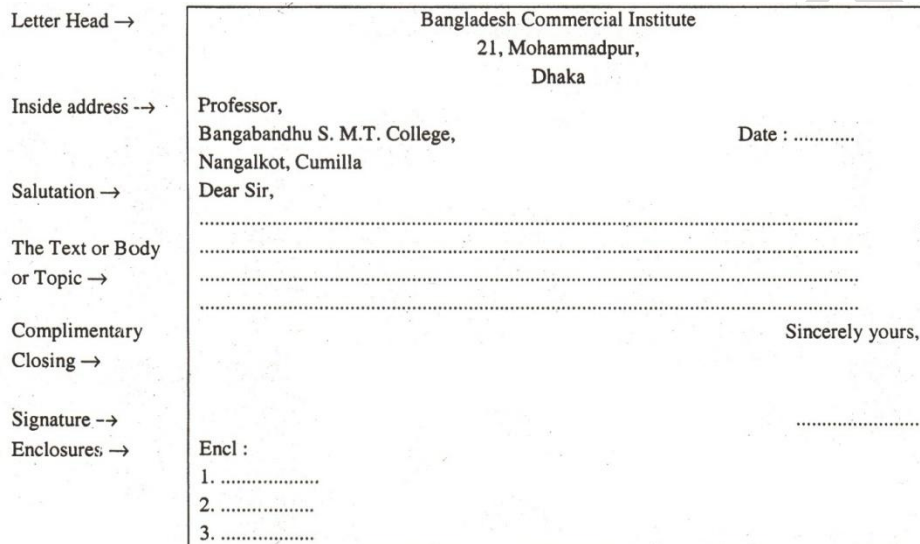 Letter Head →
Bangladesh Commercial Institute
21, Mohammadpur,
Dhaka
Inside address --→
Professor,
Bangabandhu S. M.T. College,
Date : ............
Nangalkot, Cumilla
Salutation →
Dear Sir,
....................................................................................................
The Text or Body
....................................................................................................
or Topic →
....................................................................................................
....................................................................................................
Complimentary
Sincerely yours,
Closing →
Signature --→
........................
Enclosures →
Encl :
1. ...................
2. ..................
3. ..................